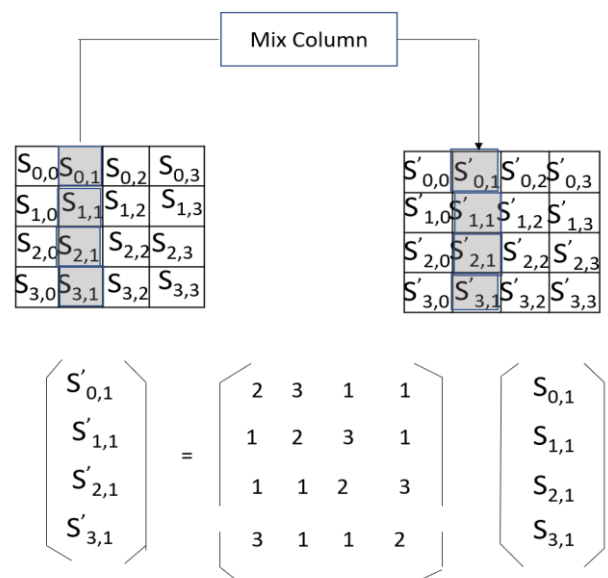 Mix Column
S0,0 S0,1 S0,2 S0,3
S1,0 S1,1 S1,2 S1,3
S2,0 S2,1 S2,2 S2,3
S3,0 S3,1 S3,2 S3,3
S′0,0 S′0,1 S′0,2 S′0,3
S′1,0 S′1,1 S′1,2 S′1,3
S′2,0 S′2,1 S′2,2 S′2,3
S′3,0 S′3,1 S′3,2 S′3,3
S′0,1
S′1,1
S′2,1
S′3,1
=
2 3 1 1
1 2 3 1
1 1 2 3
3 1 1 2
S0,1
S1,1
S2,1
S3,1